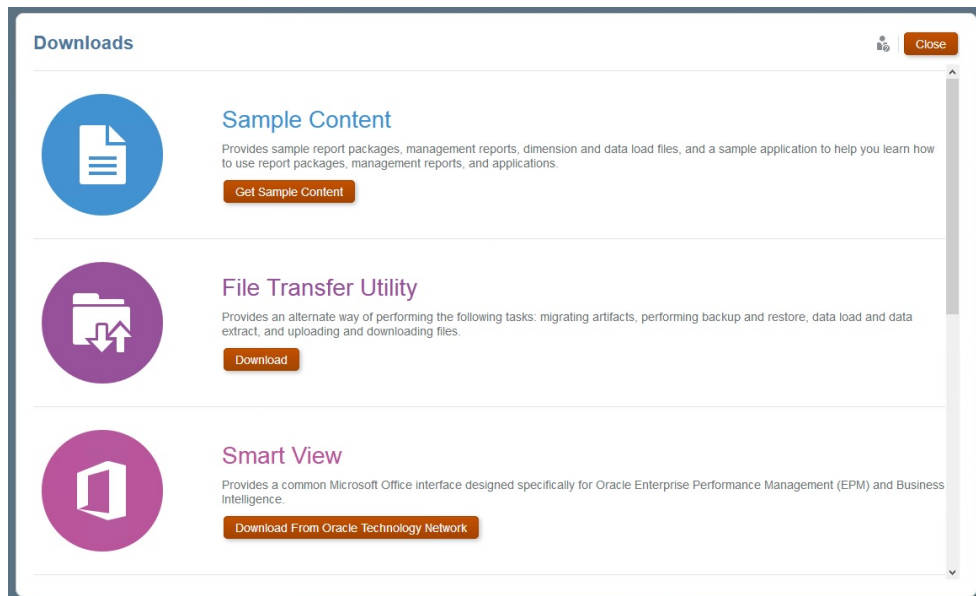 Downloads
Close
Sample Content
Provides sample report packages, management reports, dimension and data load files, and a sample application to help you learn how
to use report packages, management reports, and applications.
Get Sample Content
File Transfer Utility
Provides an alternate way of performing the following tasks: migrating artifacts, performing backup and restore, data load and data
extract, and uploading and downloading files.
Download
Smart View
Provides a common Microsoft Office interface designed specifically for Oracle Enterprise Performance Management (EPM) and Business
Intelligence.
Download From Oracle Technology Network